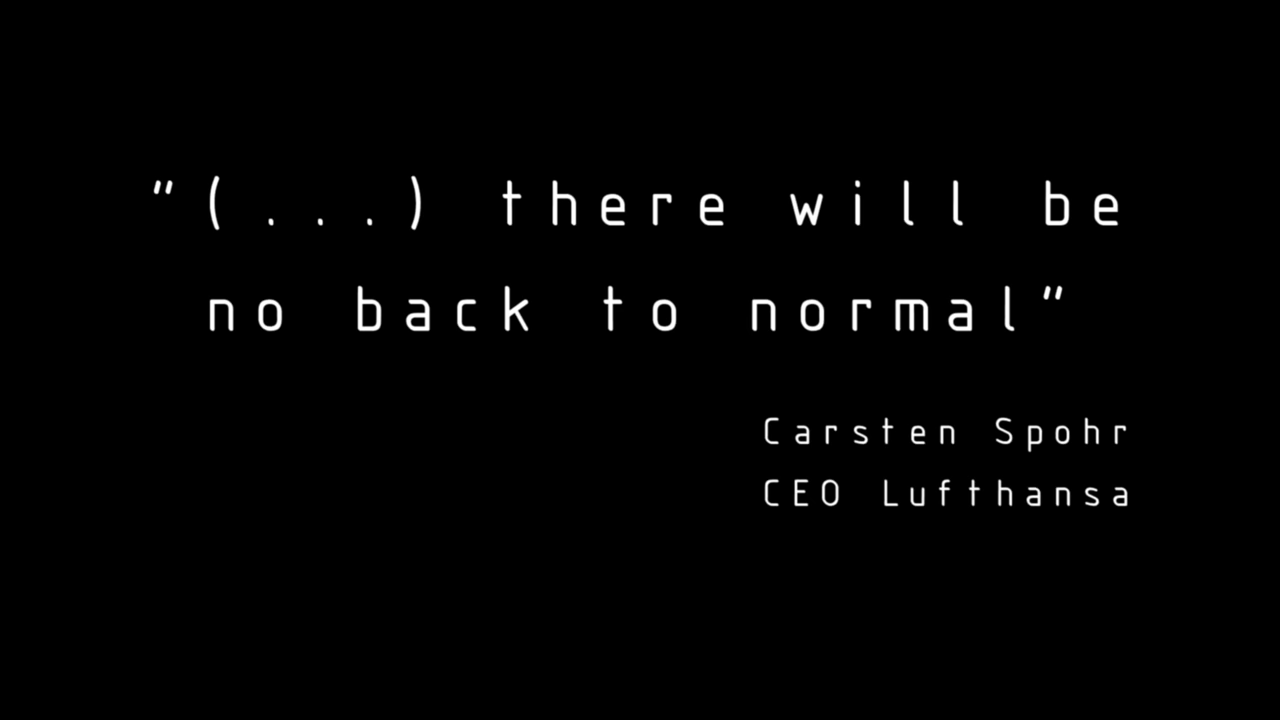 "(...) there will be
no back to normal"
Carsten Spohr
CEO Lufthansa